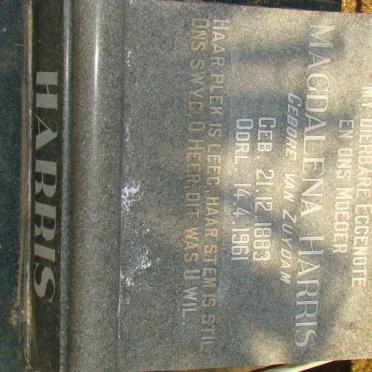 MY DIERBARE EGGENOTE
EN ONS MOEDER
MAGDALENA HARRIS
GEBORE VAN ZUYDAM
GEB. 21.12.1883
OORL. 14.4.1961
HAAR PLEK IS LEEG, HAAR STEM IS STIL,
ONS SWYG, O HEER, DIT WAS U WIL.
HARRIS